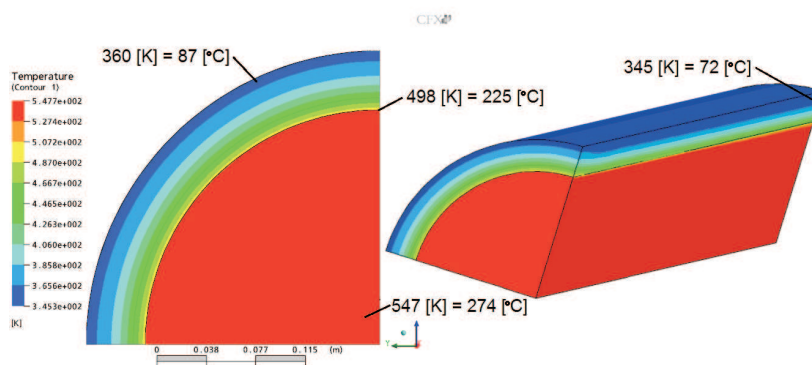 CFX
360 [K] = 87 [°C]
Temperature
(Contour 1)
5.477e+002
5.274e+002
5.072e+002
4.870e+002
4.667e+002
4.465e+002
4.263e+002
4.060e+002
3.858e+002
3.656e+002
3.453e+002
[K]
498 [K] = 225 [°C]
345 [K] = 72 [°C]
547 [K] = 274 [°C]
0 0.038 0.077 0.115 (m)
Y